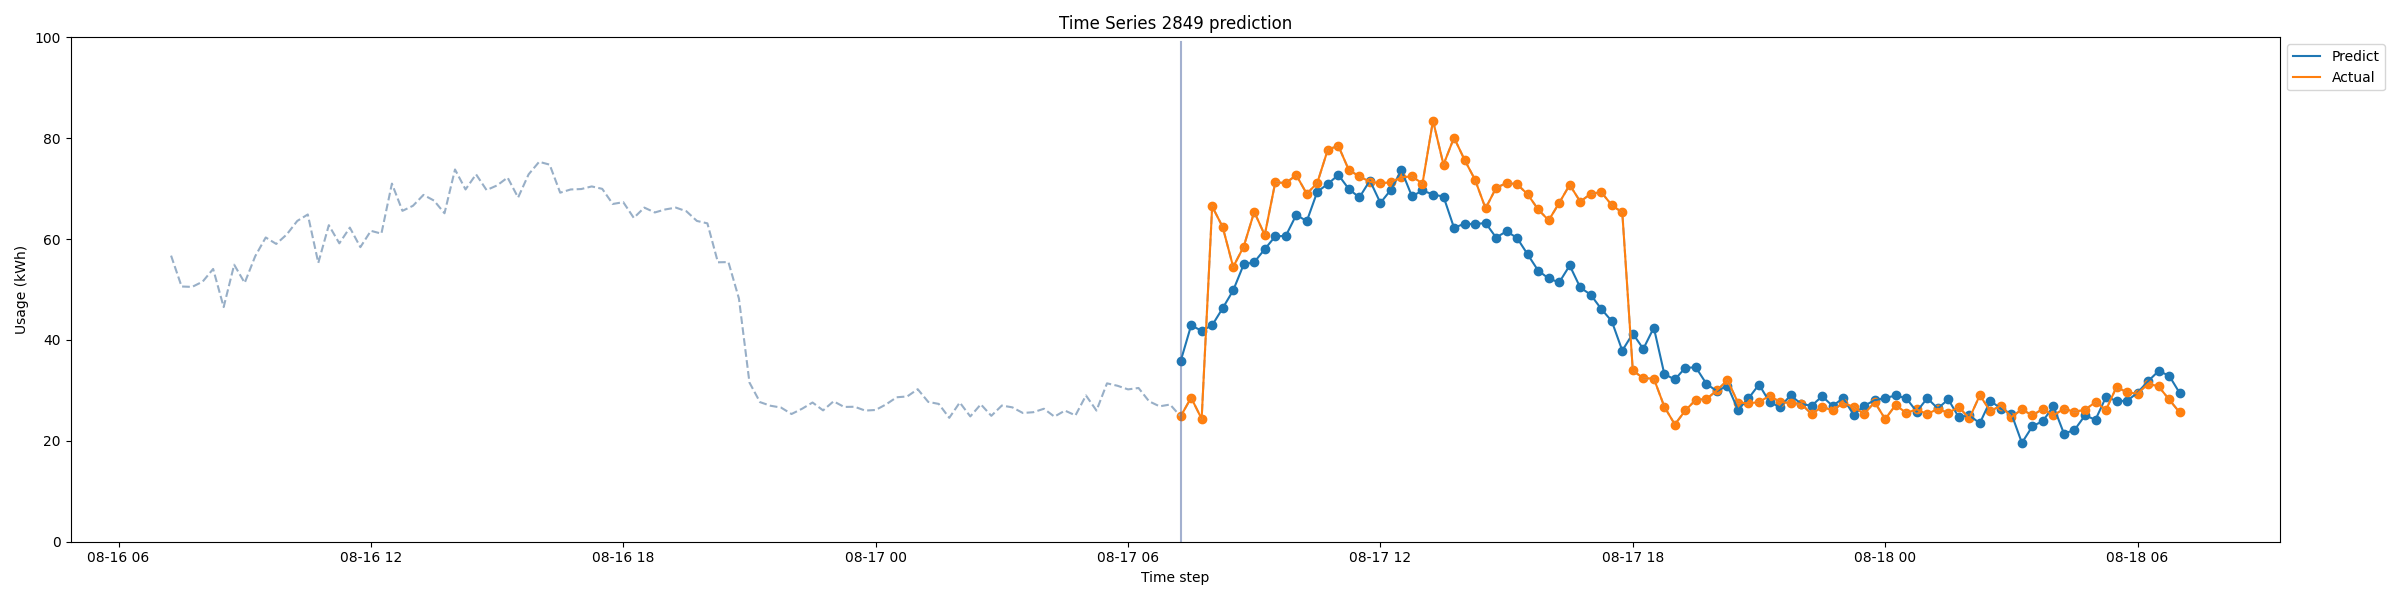 Time Series 2849 prediction
100
80
60
40
20
0
Usage (kWh)
08-16 06 08-16 12 08-16 18 08-17 00 08-17 06 08-17 12 08-17 18 08-18 00 08-18 06
Time step
Predict
Actual